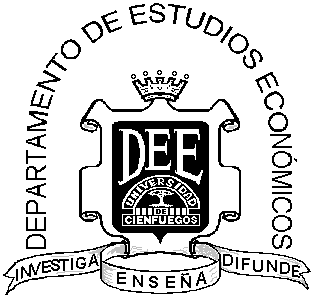 DEPARTAMENTO DE ESTUDIOS ECONÓMICOS
DEE
UNIVERSIDAD
DE
CIENFUEGOS
INVESTIGA
ENSEÑA
DIFUNDE